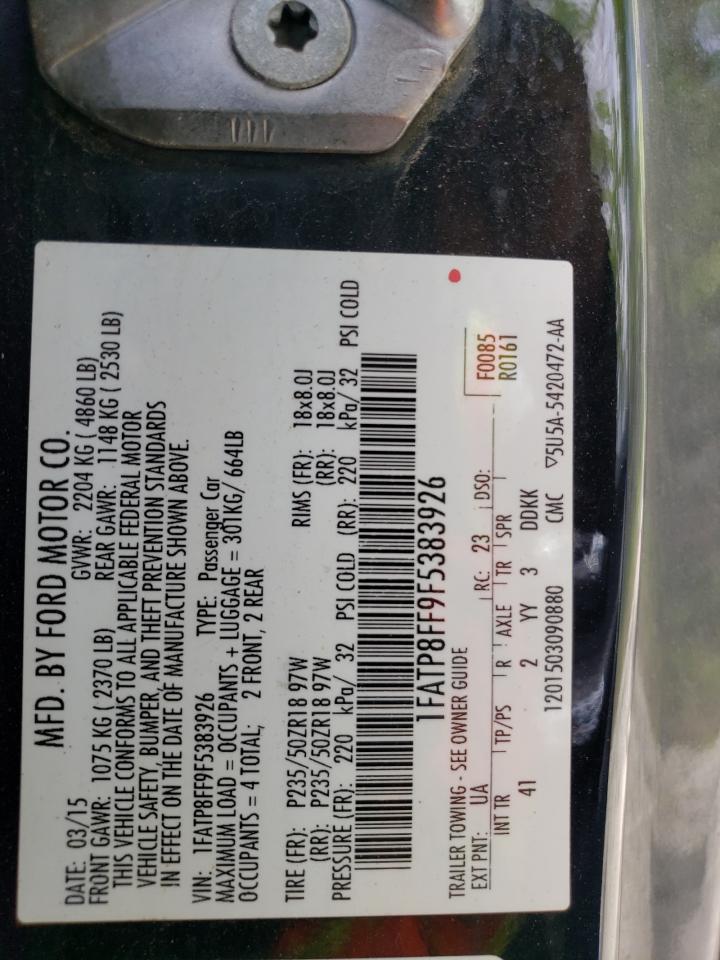 MFD. BY FORD MOTOR CO.
DATE: 03/15 GVWR: 2204 KG ( 4860 LB)
FRONT GAWR: 1075 KG ( 2370 LB) REAR GAWR: 1148 KG ( 2530 LB)
THIS VEHICLE CONFORMS TO ALL APPLICABLE FEDERAL MOTOR
VEHICLE SAFETY, BUMPER, AND THEFT PREVENTION STANDARDS
IN EFFECT ON THE DATE OF MANUFACTURE SHOWN ABOVE.
VIN: 1FATP8FF9F5383926 TYPE: Passenger Car
MAXIMUM LOAD = OCCUPANTS + LUGGAGE = 301KG/ 664LB
OCCUPANTS = 4 TOTAL; 2 FRONT, 2 REAR
TIRE (FR): P235/50ZR18 97W RIMS (FR): 18x8.0J
(RR): P235/50ZR18 97W (RR): 18x8.0J
PRESSURE (FR): 220 kPa/ 32 PSI COLD (RR): 220 kPa/ 32 PSI COLD
1FATP8FF9F5383926
TRAILER TOWING - SEE OWNER GUIDE
F0085
EXT PNT: UA RC: 23 DSO: R0161
INT TR TP/PS R AXLE TR SPR
41 2 YY 3 DDKK
1201503090880 CMC ▽5U5A-5420472-AA